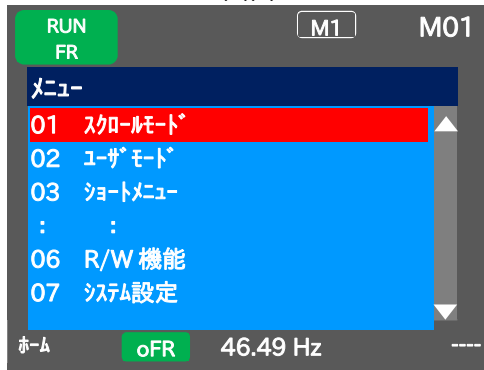 RUN M1 M01
FR
ﾒﾆｭｰ
01 ｽｸﾛｰﾙﾓｰﾄﾞ
02 ﾕｰｻﾞﾓｰﾄﾞ
03 ｼｮｰﾄﾒﾆｭｰ
: :
06 R/W 機能
07 ｼｽﾃﾑ設定
ﾎｰﾑ oFR 46.49 Hz ----